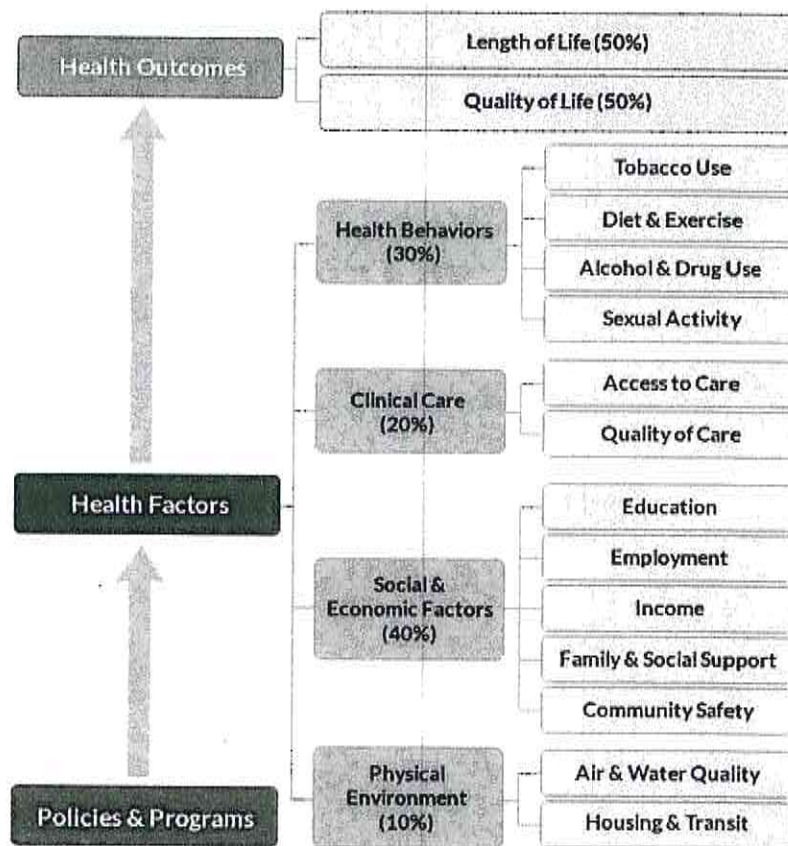 Health Outcomes
Length of Life (50%)
Quality of Life (50%)
Health Factors
Health Behaviors
(30%)
Tobacco Use
Diet & Exercise
Alcohol & Drug Use
Sexual Activity
Clinical Care
(20%)
Access to Care
Quality of Care
Social &
Economic Factors
(40%)
Education
Employment
Income
Family & Social Support
Community Safety
Physical
Environment
(10%)
Air & Water Quality
Housing & Transit
Policies & Programs